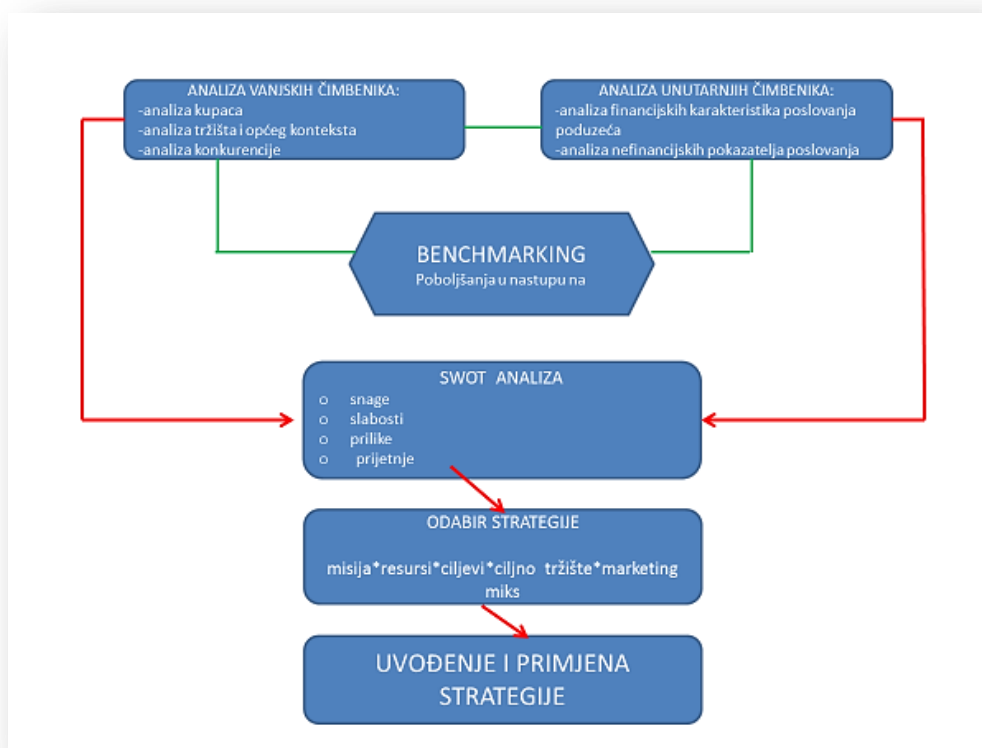 ANALIZA VANJSKIH ČIMBENIKA:
-analiza kupaca
-analiza tržišta i općeg konteksta
-analiza konkurencije
ANALIZA UNUTARNJIH ČIMBENIKA:
-analiza financijskih karakteristika poslovanja
poduzeća
-analiza nefinancijskih pokazatelja poslovanja
BENCHMARKING
Poboljšanja u nastupu na
SWOT ANALIZA
o snage
o slabosti
o prilike
o prijetnje
ODABIR STRATEGIJE
misija*resursi*ciljevi*ciljno tržište*marketing
miks
UVOĐENJE I PRIMJENA
STRATEGIJE